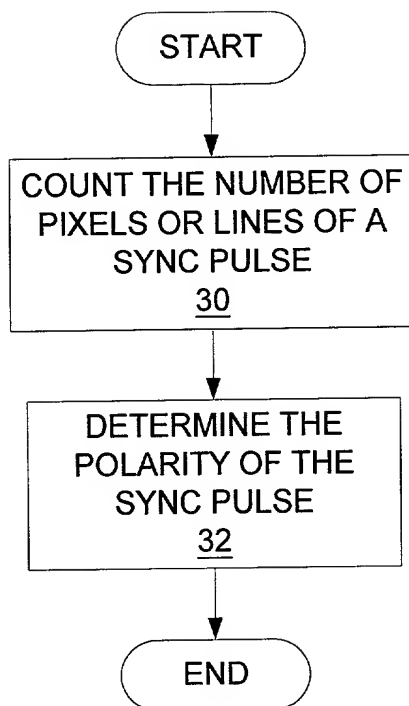 START
COUNT THE NUMBER OF
PIXELS OR LINES OF A
SYNC PULSE
30
DETERMINE THE
POLARITY OF THE
SYNC PULSE
32
END